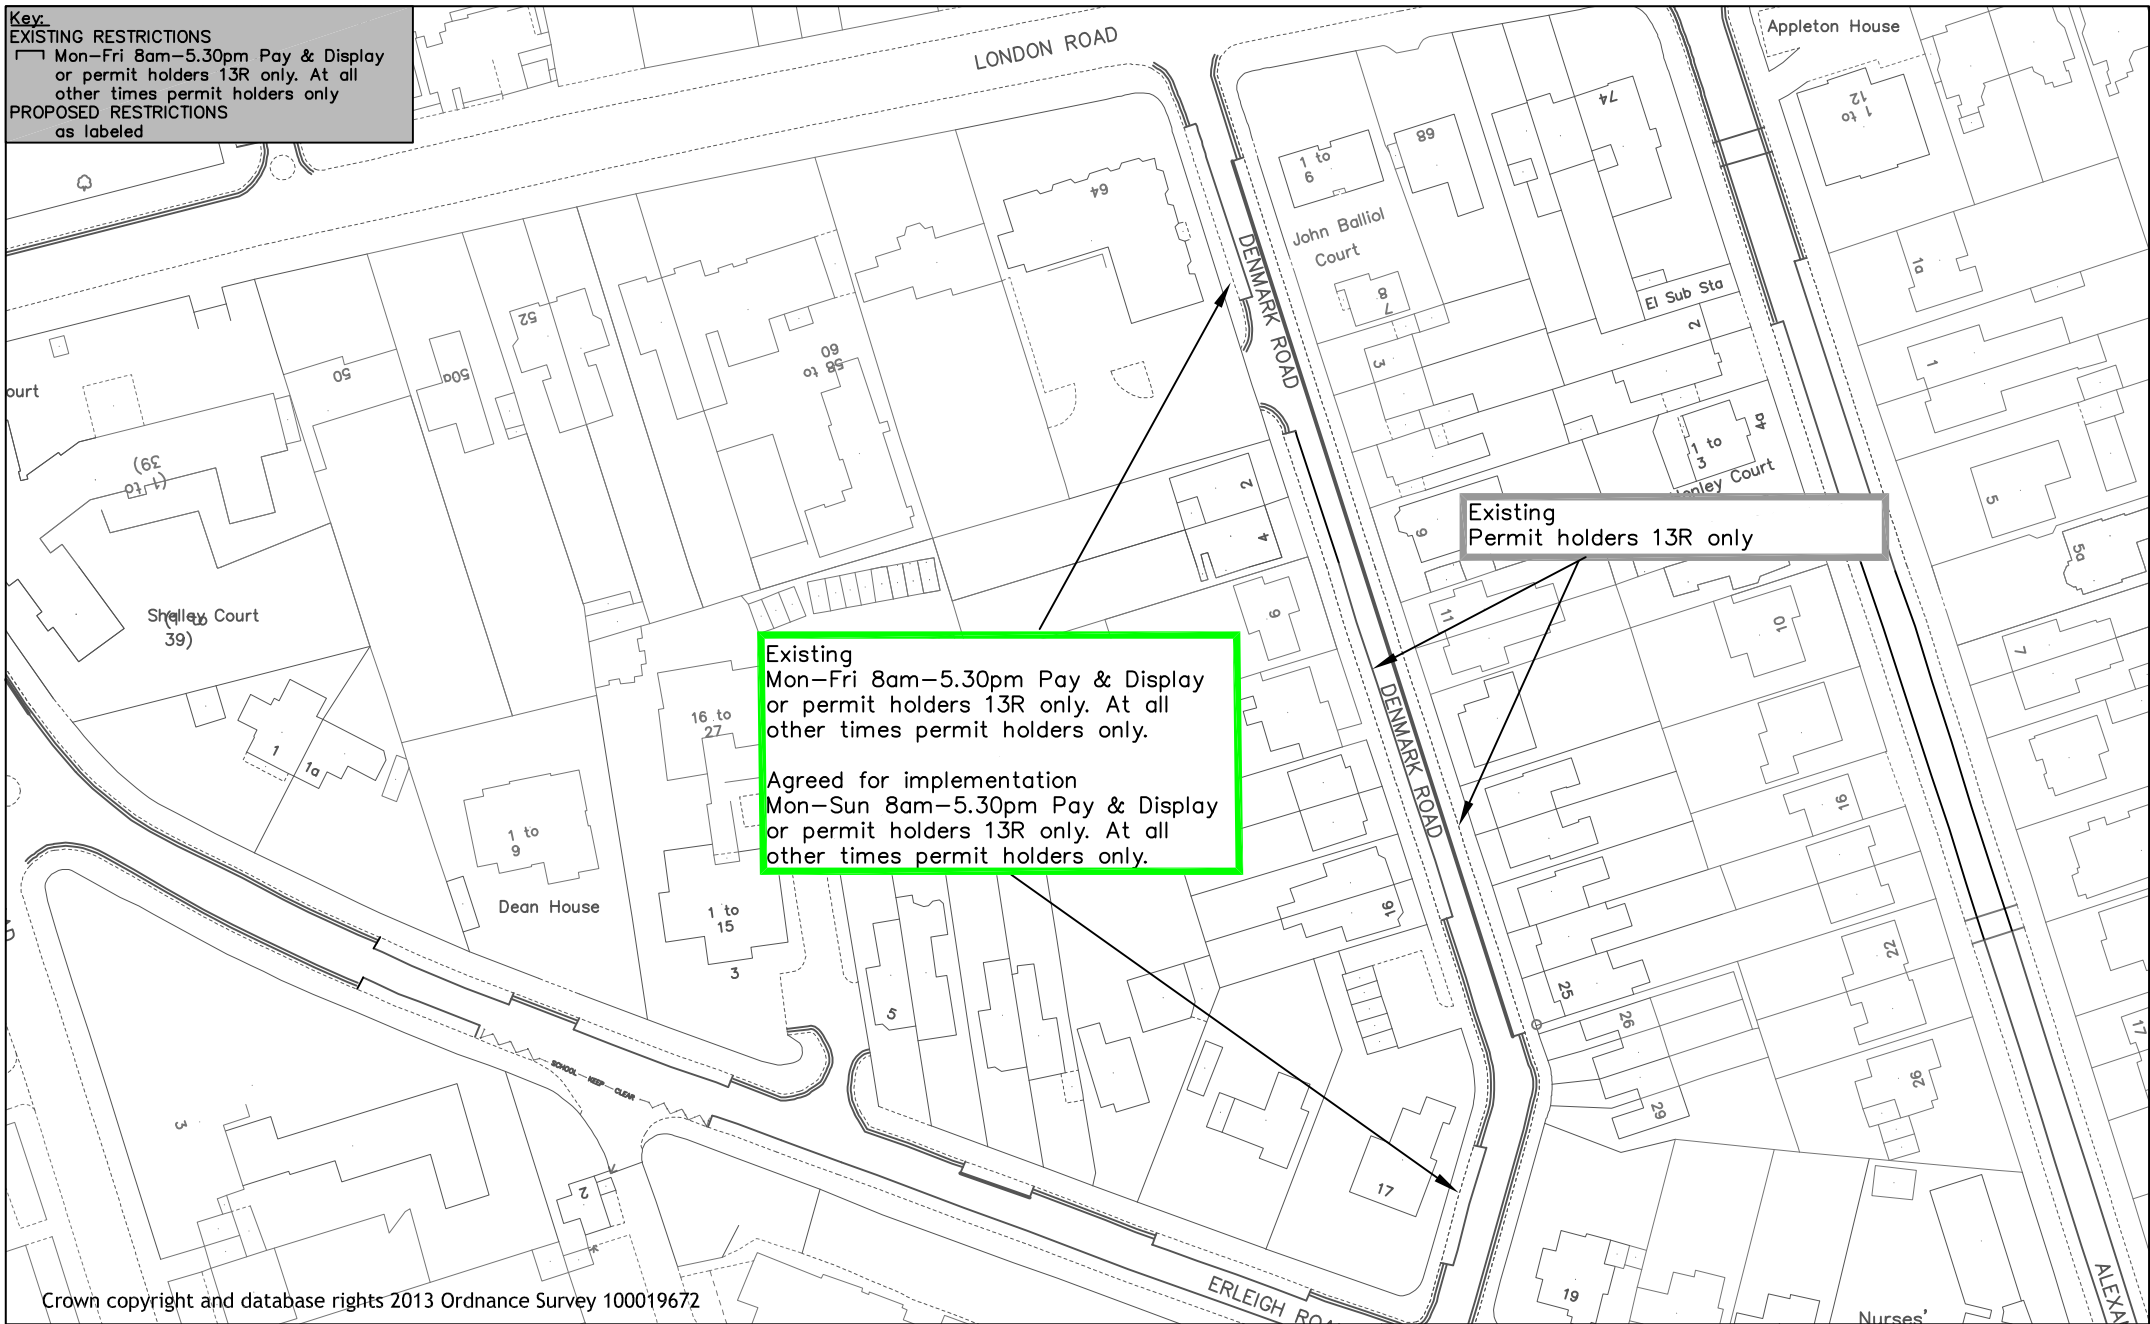 Key:
EXISTING RESTRICTIONS
Mon-Fri 8am-5.30pm Pay & Display
or permit holders 13R only. At all
other times permit holders only
PROPOSED RESTRICTIONS
as labeled
LONDON ROAD
Appleton House
74
1 to
12
68
1 to
6
64
John Balliol
Court
DENMARK ROAD
7
8
1a
El Sub Sta
2
52
58 to
60
50
50a
3
1
ourt
4a
1 to
3
(1 to
39)
2
5
Existing
Permit holders 13R only
9
4
5a
Shelley Court
39)
6
11
10
7
Existing
Mon-Fri 8am-5.30pm Pay & Display
or permit holders 13R only. At all
other times permit holders only.
Agreed for implementation
Mon-Sun 8am-5.30pm Pay & Display
or permit holders 13R only. At all
other times permit holders only.
16 to
27
DENMARK ROAD
1
1a
16
1 to
9
Dean House
1 to
15
3
16
22
5
25
26
17
SCHOOL KEEP CLEAR
3
29
26
2
17
ERLEIGH ROA
19
ALEXA
Nurses'
Crown copyright and database rights 2013 Ordnance Survey 100019672